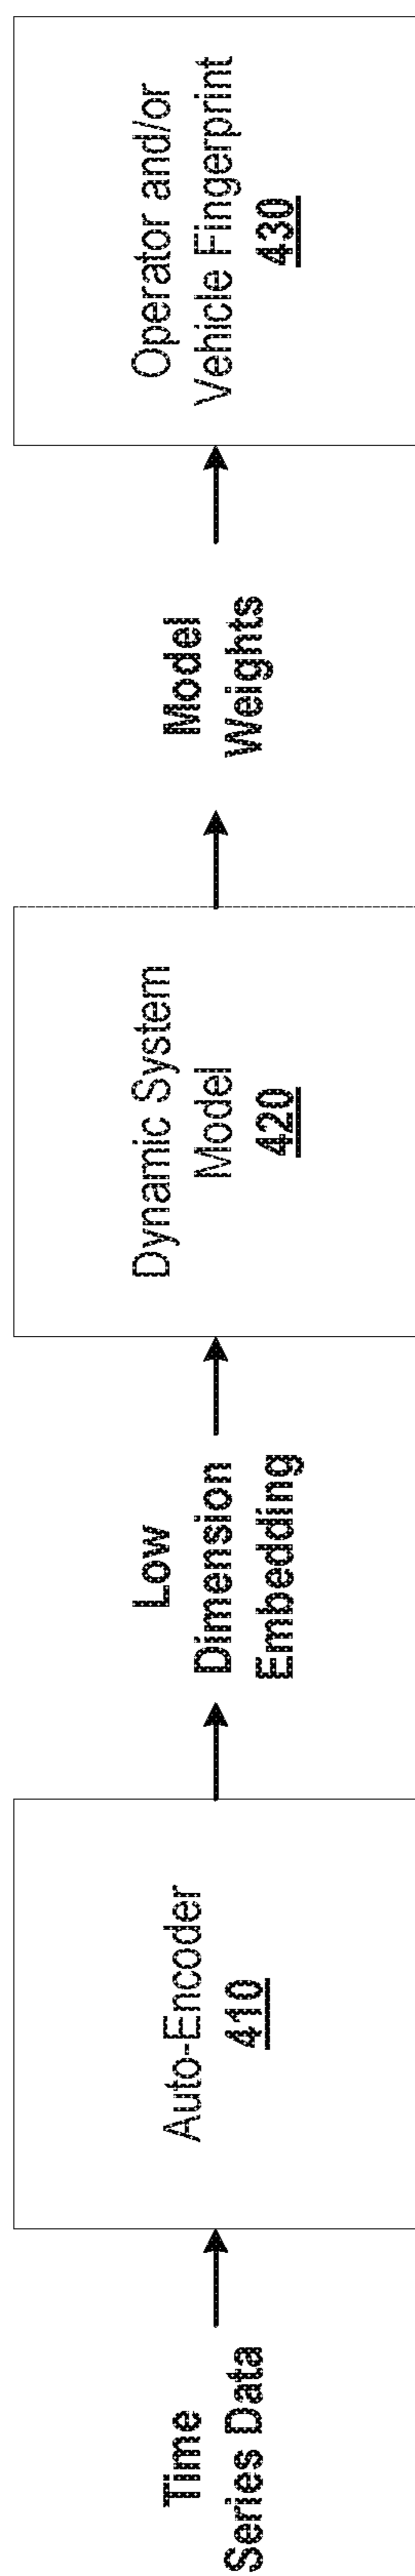 Time
Series Data
Auto-Encoder
410
Low
Dimension
Embedding
Dynamic System
Model
420
Model
Weights
Operator and/or
Vehicle Fingerprint
430